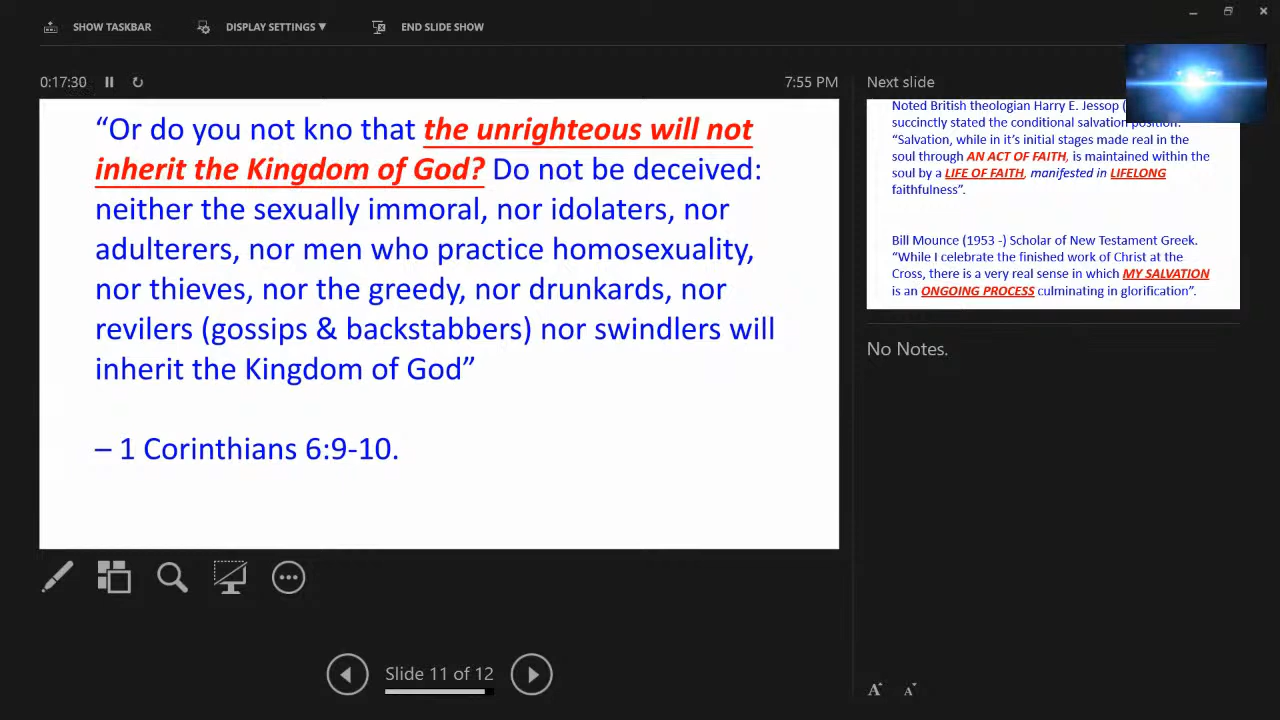 SHOW TASKBAR
DISPLAY SETTINGS ▼
END SLIDE SHOW
0:17:30
7:55 PM
“Or do you not kno that the unrighteous will not
inherit the Kingdom of God? Do not be deceived:
neither the sexually immoral, nor idolaters, nor
adulterers, nor men who practice homosexuality,
nor thieves, nor the greedy, nor drunkards, nor
revilers (gossips & backstabbers) nor swindlers will
inherit the Kingdom of God”
– 1 Corinthians 6:9-10.
Slide 11 of 12
Next slide
Noted British theologian Harry E. Jessop (
succinctly stated the conditional salvation position:
“Salvation, while in it’s initial stages made real in the
soul through AN ACT OF FAITH, is maintained within the
soul by a LIFE OF FAITH, manifested in LIFELONG
faithfulness”.
Bill Mounce (1953 -) Scholar of New Testament Greek.
“While I celebrate the finished work of Christ at the
Cross, there is a very real sense in which MY SALVATION
is an ONGOING PROCESS culminating in glorification”.
No Notes.
A A